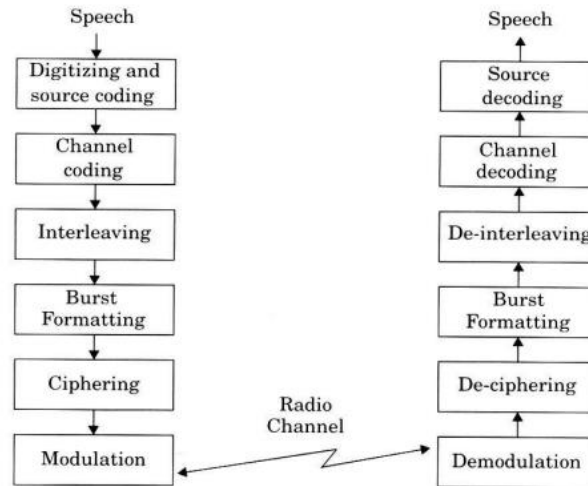 Speech
Digitizing and
source coding
Channel
coding
Interleaving
Burst
Formatting
Ciphering
Modulation
Radio
Channel
Speech
Source
decoding
Channel
decoding
De-interleaving
Burst
Formatting
De-ciphering
Demodulation